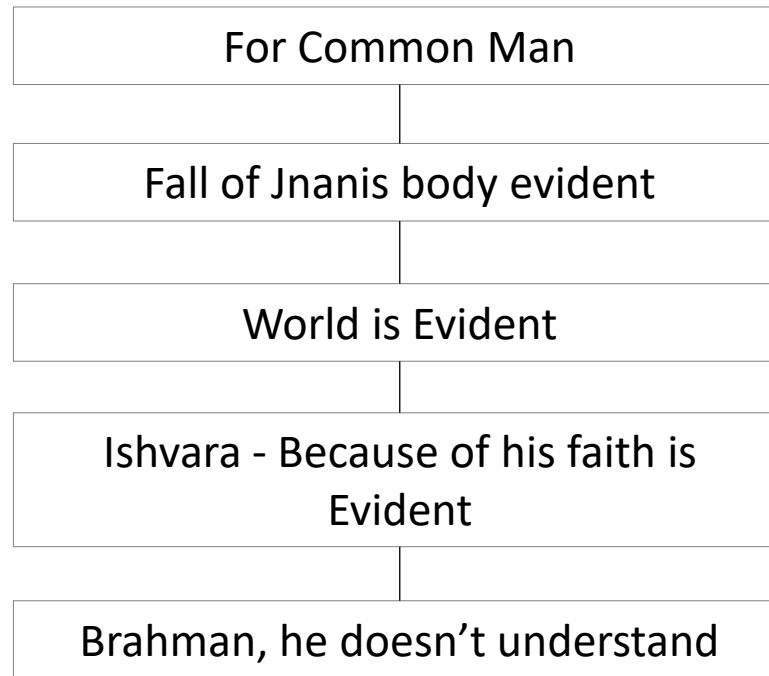 For Common Man
Fall of Jnanis body evident
World is Evident
Ishvara - Because of his faith is
Evident
Brahman, he doesn’t understand